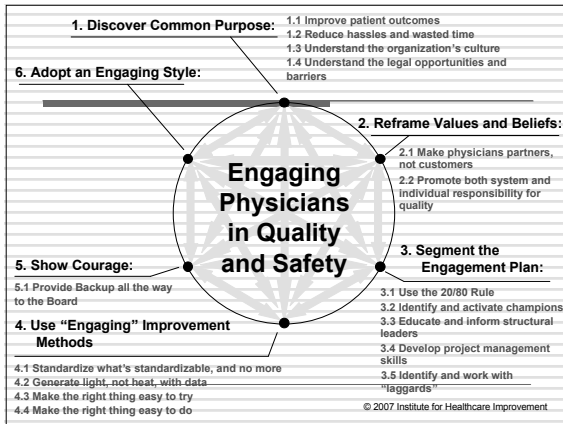 1. Discover Common Purpose:
1.1 Improve patient outcomes
1.2 Reduce hassles and wasted time
1.3 Understand the organization's culture
1.4 Understand the legal opportunities and
barriers
6. Adopt an Engaging Style:
2. Reframe Values and Beliefs:
2.1 Make physicians partners,
not customers
2.2 Promote both system and
individual responsibility for
quality
Engaging
Physicians
in Quality
and Safety
3. Segment the
Engagement Plan:
3.1 Use the 20/80 Rule
3.2 Identify and activate champions
3.3 Educate and inform structural
leaders
3.4 Develop project management
skills
3.5 Identify and work with
"laggards"
5. Show Courage:
5.1 Provide Backup all the way
to the Board
4. Use "Engaging" Improvement
Methods
4.1 Standardize what's standardizable, and no more
4.2 Generate light, not heat, with data
4.3 Make the right thing easy to try
4.4 Make the right thing easy to do
© 2007 Institute for Healthcare Improvement